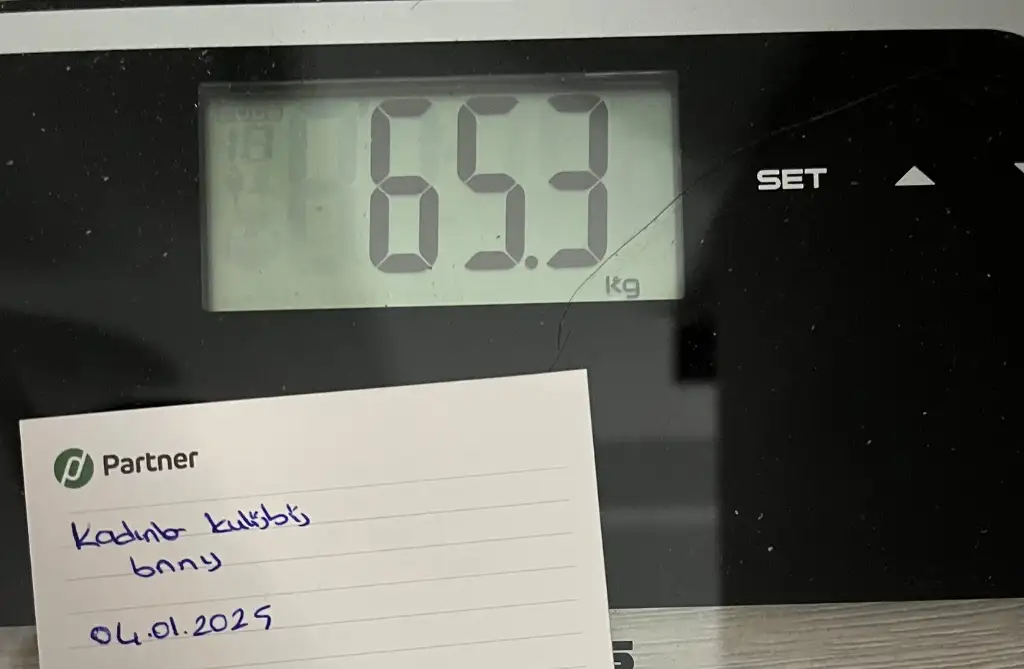 65.3
kg
SET
Partner
Kadınlar kulübü
bnny
04.01.2025